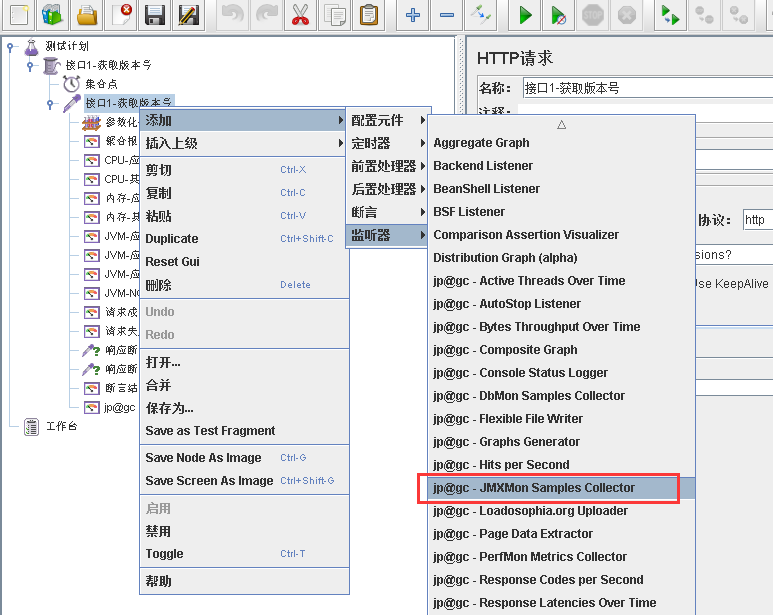 STOP
测试计划
接口1-获取版本号
集合点
接口1-获取版本号
参数化-
聚合报
CPU-应
CPU-其
内存-应
内存-其
JVM-应
JVM-应
JVM-应
JVM-NO
请求成
请求失
响应断
响应断
断言结
jp@gc
工作台
添加
插入上级
剪切 Ctrl-X
复制 Ctrl-C
粘贴 Ctrl-V
Duplicate Ctrl+Shift-C
Reset Gui
删除 Delete
Undo
Redo
打开...
合并
保存为...
Save as Test Fragment
Save Node As Image Ctrl-G
Save Screen As Image Ctrl+Shift-G
启用
禁用
Toggle Ctrl-T
帮助
配置元件
定时器
前置处理器
后置处理器
断言
监听器
Aggregate Graph
Backend Listener
BeanShell Listener
BSF Listener
Comparison Assertion Visualizer
Distribution Graph (alpha)
jp@gc - Active Threads Over Time
jp@gc - AutoStop Listener
jp@gc - Bytes Throughput Over Time
jp@gc - Composite Graph
jp@gc - Console Status Logger
jp@gc - DbMon Samples Collector
jp@gc - Flexible File Writer
jp@gc - Graphs Generator
jp@gc - Hits per Second
jp@gc - JMXMon Samples Collector
jp@gc - Loadosophia.org Uploader
jp@gc - Page Data Extractor
jp@gc - PerfMon Metrics Collector
jp@gc - Response Codes per Second
jp@gc - Response Latencies Over Time
HTTP请求
名称： 接口1-获取版本号
注释：
协议： http
sions?
Use KeepAlive